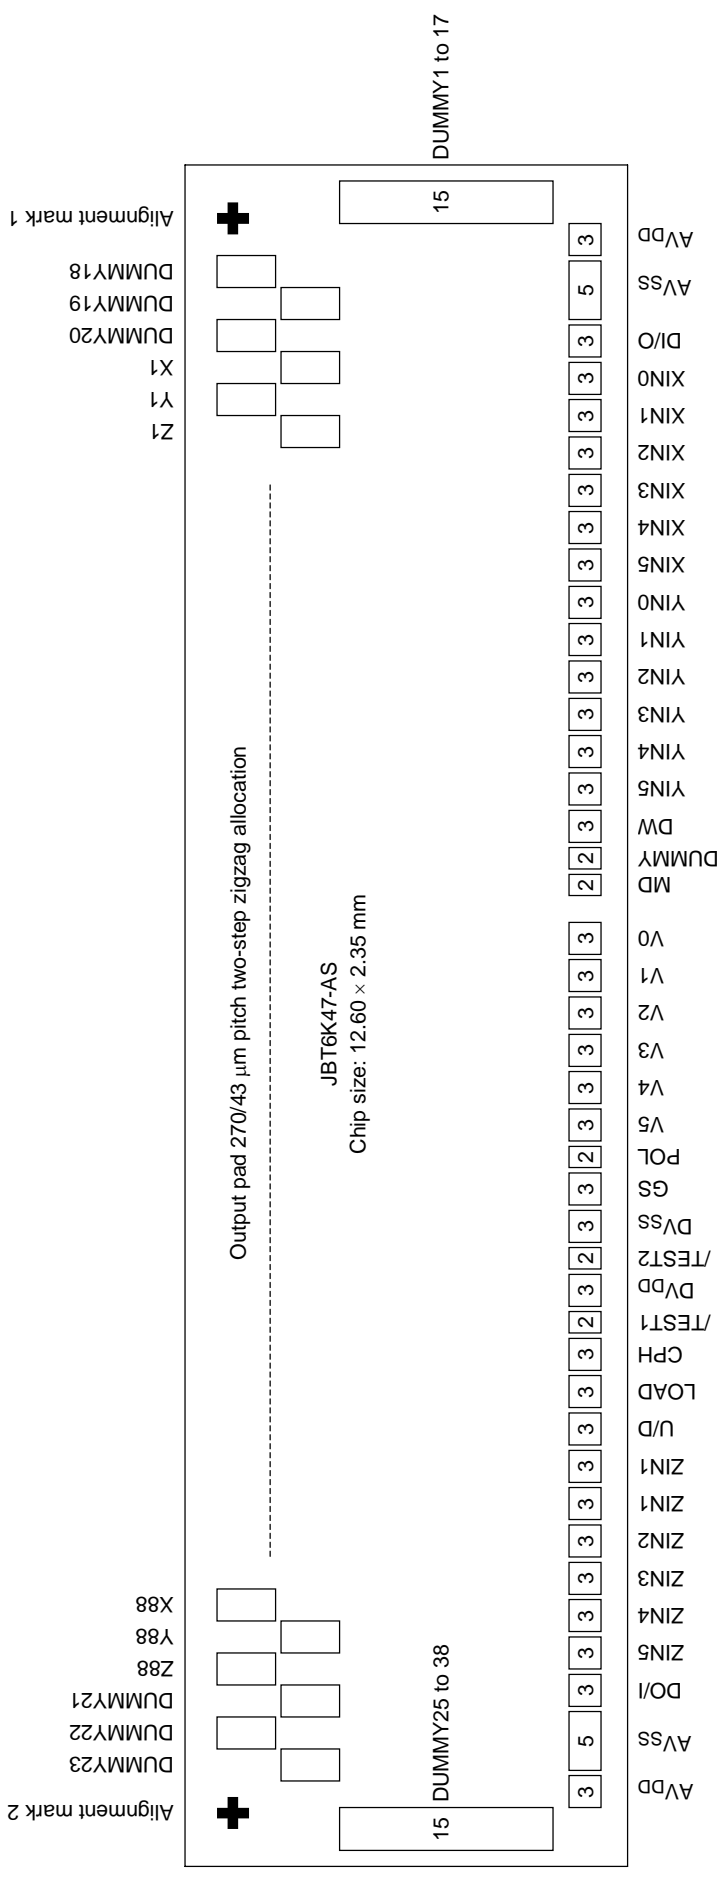 DUMMY1 to 17
15
Alignment mark 1
DUMMY18
DUMMY19
DUMMY20
X1
Y1
Z1
Output pad 270/43 μm pitch two-step zigzag allocation
JBT6K47-AS
Chip size: 12.60 × 2.35 mm
X88
Y88
Z88
DUMMY21
DUMMY22
DUMMY23
Alignment mark 2
15
DUMMY25 to 38
3 AVDD
5 AVSS
3 DI/O
3 XIN0
3 XIN1
3 XIN2
3 XIN3
3 XIN4
3 XIN5
3 YIN0
3 YIN1
3 YIN2
3 YIN3
3 YIN4
3 YIN5
3 DW
2 DUMMY
2 MD
3 V0
3 V1
3 V2
3 V3
3 V4
3 V5
2 POL
3 GS
3 DVSS
2 /TEST2
3 DVDD
2 /TEST1
3 CPH
3 LOAD
3 U/D
3 ZIN1
3 ZIN1
3 ZIN2
3 ZIN3
3 ZIN4
3 ZIN5
3 DO/I
5 AVSS
3 AVDD